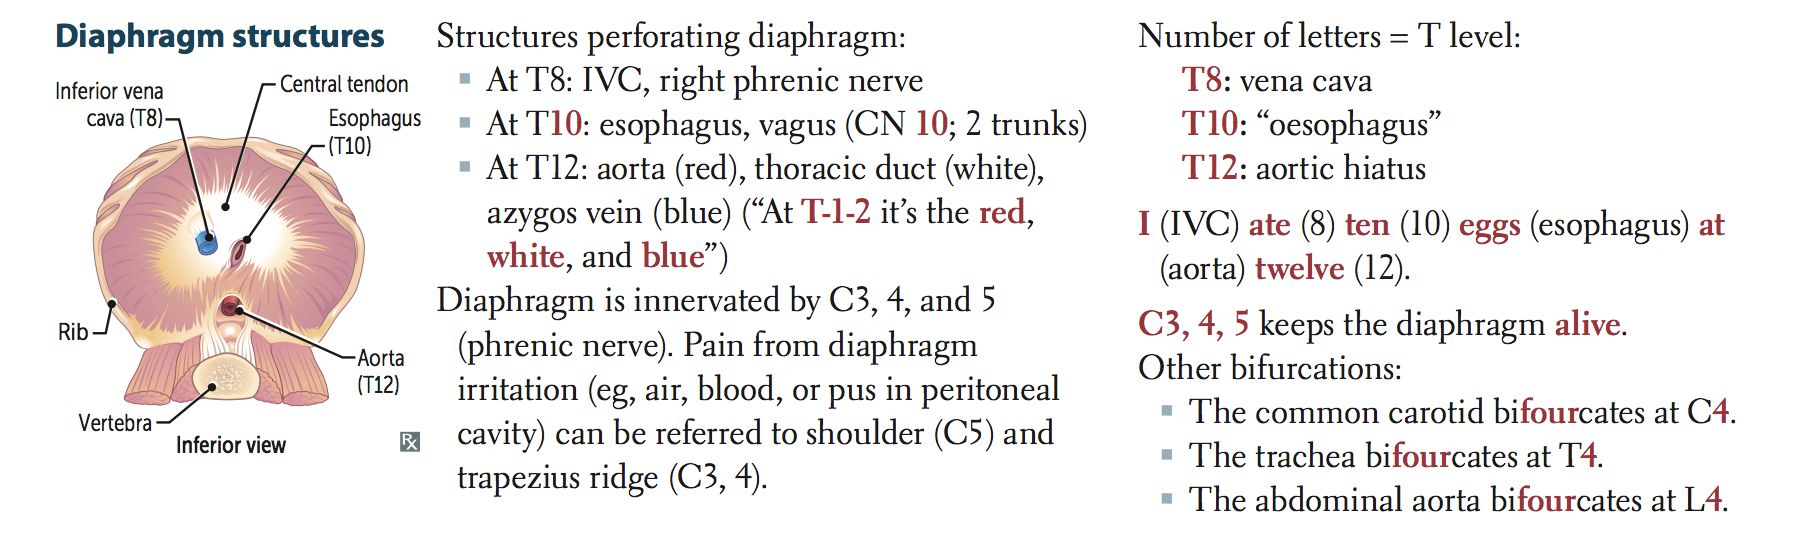 Diaphragm structures
Inferior vena
cava (T8)
Central tendon
Esophagus
(T10)
Rib
Aorta
(T12)
Vertebra
Inferior view
Rx
Structures perforating diaphragm:
▪ At T8: IVC, right phrenic nerve
▪ At T10: esophagus, vagus (CN 10; 2 trunks)
▪ At T12: aorta (red), thoracic duct (white),
azygos vein (blue) (“At T-1-2 it’s the red,
white, and blue”)
Diaphragm is innervated by C3, 4, and 5
(phrenic nerve). Pain from diaphragm
irritation (eg, air, blood, or pus in peritoneal
cavity) can be referred to shoulder (C5) and
trapezius ridge (C3, 4).
Number of letters = T level:
T8: vena cava
T10: “oesophagus”
T12: aortic hiatus
I (IVC) ate (8) ten (10) eggs (esophagus) at
(aorta) twelve (12).
C3, 4, 5 keeps the diaphragm alive.
Other bifurcations:
▪ The common carotid bifourcates at C4.
▪ The trachea bifourcates at T4.
▪ The abdominal aorta bifourcates at L4.